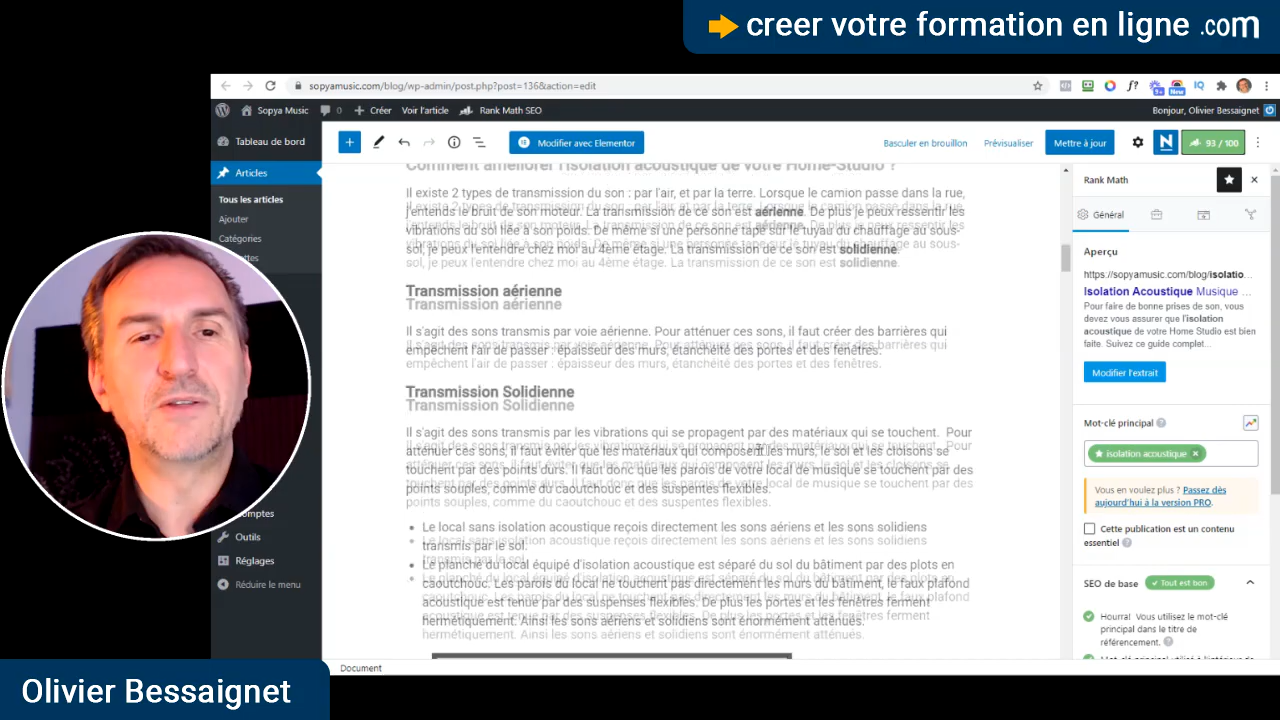 creer votre formation en ligne .com
sopyamusic.com/blog/wp-admin/post.php?post=136&action=edit
Sopya Music
0
Créer
Voir l'article
Rank Math SEO
Bonjour, Olivier Bessaignet
Tableau de bord
Articles
Tous les articles
Ajouter
Catégories
Outils
Réglages
Réduire le menu
Modifier avec Elementor
Basculer en brouillon
Prévisualiser
Mettre à jour
93 / 100
Comment améliorer l'isolation acoustique de votre Home-Studio ?
Il existe 2 types de transmission du son : par l'air, et par la terre. Lorsque le camion passe dans la rue,
j'entends le bruit de son moteur. La transmission de ce son est aérienne. De plus je peux ressentir les
vibrations du sol liée à son poids. De même si une personne tape sur le tuyau du chauffage au sous-
sol, je peux l'entendre chez moi au 4ème étage. La transmission de ce son est solidienne.
Transmission aérienne
Il s'agit des sons transmis par voie aérienne. Pour atténuer ces sons, il faut créer des barrières qui
empêchent l'air de passer : épaisseur des murs, étanchéité des portes et des fenêtres.
Transmission Solidienne
Il s'agit des sons transmis par les vibrations qui se propagent par des matériaux qui se touchent. Pour
atténuer ces sons, il faut éviter que les matériaux qui composent les murs, le sol et les cloisons se
touchent par des points durs. Il faut donc que les parois de votre local de musique se touchent par des
points souples, comme du caoutchouc et des suspentes flexibles.
Le local sans isolation acoustique reçois directement les sons aériens et les sons solidiens
transmis par le sol.
Le planché du local équipé d'isolation acoustique est séparé du sol du bâtiment par des plots en
caoutchouc. Les parois du local ne touchent pas directement les murs du bâtiment, le faux plafond
acoustique est tenue par des suspenses flexibles. De plus les portes et les fenêtres ferment
hermétiquement. Ainsi les sons aériens et solidiens sont énormément atténués.
Document
Rank Math
Général
Aperçu
https://sopyamusic.com/blog/isolatio...
Isolation Acoustique Musique ...
Pour faire de bonne prises de son, vous
devez vous assurer que l'isolation
acoustique de votre Home Studio est bien
faite. Suivez ce guide complet...
Modifier l'extrait
Mot-clé principal
isolation acoustique
Vous en voulez plus ? Passez dès
aujourd'hui à la version PRO.
Cette publication est un contenu
essentiel
SEO de base
Tout est bon
Hourra! Vous utilisez le mot-clé
principal dans le titre de
référencement.
Olivier Bessaignet